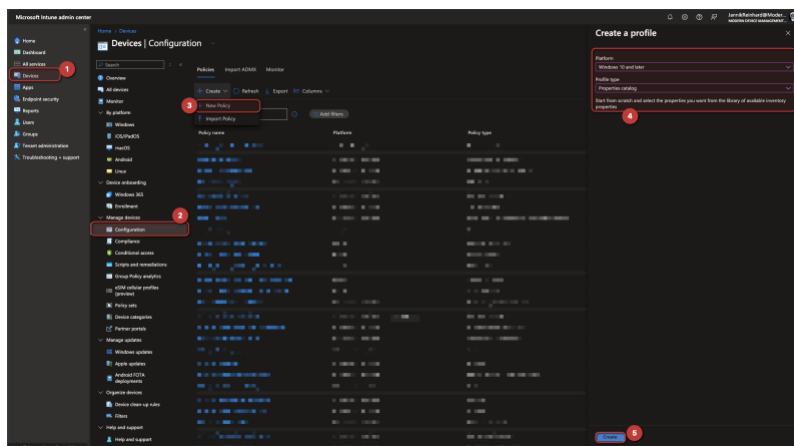 Microsoft Intune admin center
JannikReinhard@Moder...
MODERN DEVICE MANAGEMENT
Home
Dashboard
All services
Devices
Apps
Endpoint security
Reports
Users
Groups
Tenant administration
Troubleshooting + support
1
Home > Devices
Devices | Configuration
Search
Overview
All devices
Monitor
By platform
Windows
iOS/iPadOS
macOS
Android
Linux
Device onboarding
Windows 365
Enrollment
Manage devices
2
Configuration
Compliance
Conditional access
Scripts and remediations
Group Policy analytics
eSIM cellular profiles
(preview)
Policy sets
Device categories
Partner portals
Manage updates
Windows updates
Apple updates
Android FOTA
deployments
Organize devices
Device clean-up rules
Filters
Help and support
Help and support
Policies Import ADMX Monitor
Create Refresh Export Columns
3
New Policy
Import Policy
Add filters
Policy name Platform Policy type
Create a profile
Platform
Windows 10 and later
Profile type
Properties catalog
Start from scratch and select the properties you want from the library of available inventory
properties
4
Create
5